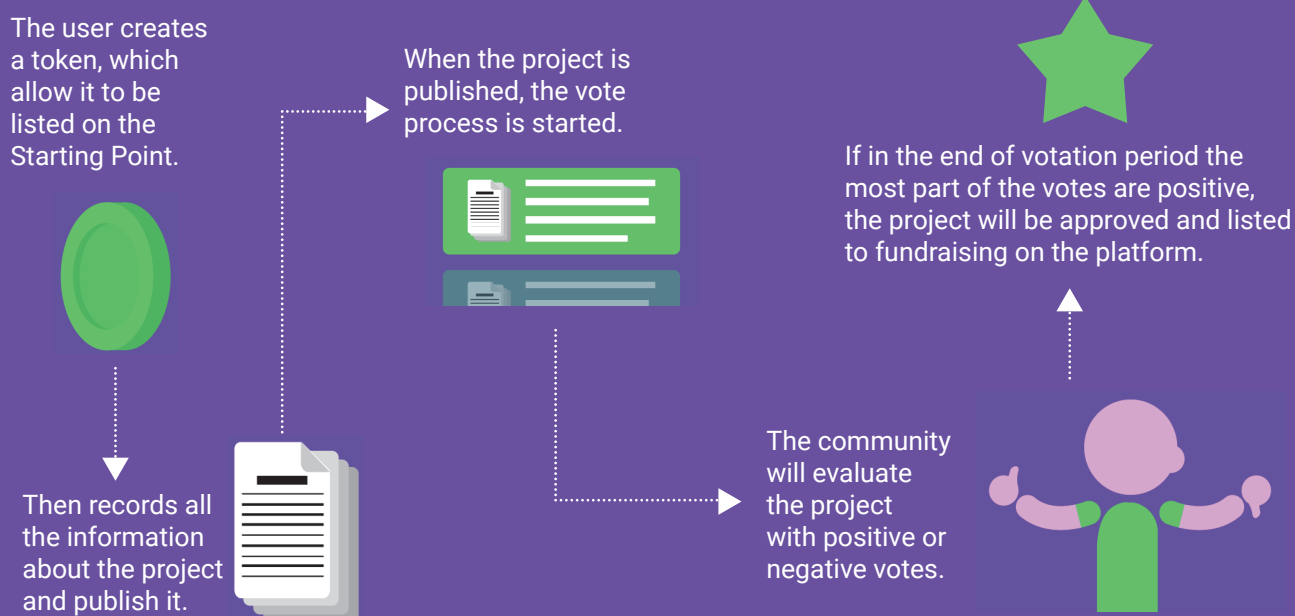 The user creates
a token, which
allow it to be
listed on the
Starting Point.
Then records all
the information
about the project
and publish it.
When the project is
published, the vote
process is started.
The community
will evaluate
the project
with positive or
negative votes.
If in the end of votation period the
most part of the votes are positive,
the project will be approved and listed
to fundraising on the platform.